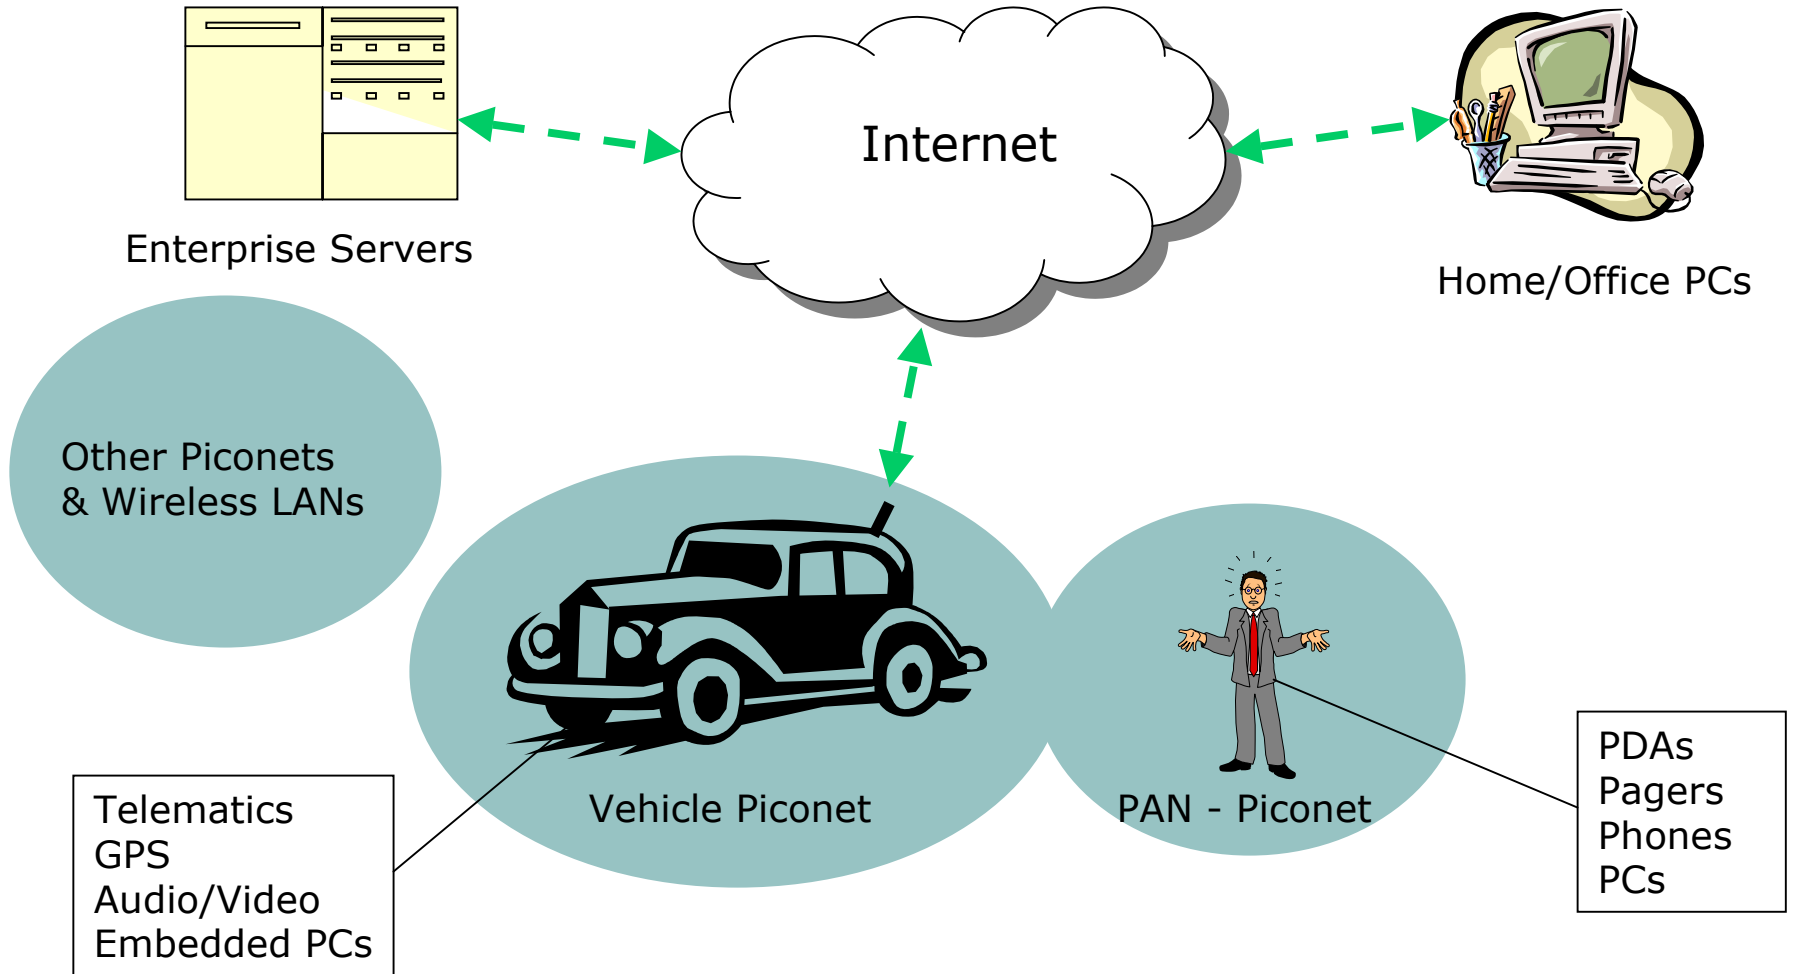 Internet
Enterprise Servers
Home/Office PCs
Other Piconets
& Wireless LANs
Vehicle Piconet
PAN - Piconet
Telematics
GPS
Audio/Video
Embedded PCs
PDAs
Pagers
Phones
PCs